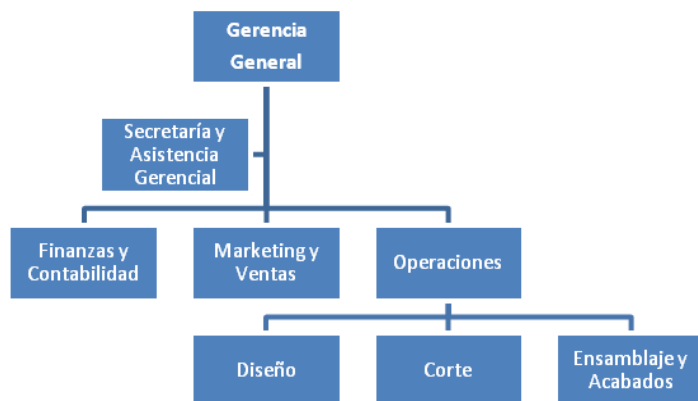 Gerencia
General
Secretaría y
Asistencia
Gerencial
Finanzas y
Contabilidad
Marketing y
Ventas
Operaciones
Diseño
Corte
Ensamblaje y
Acabados